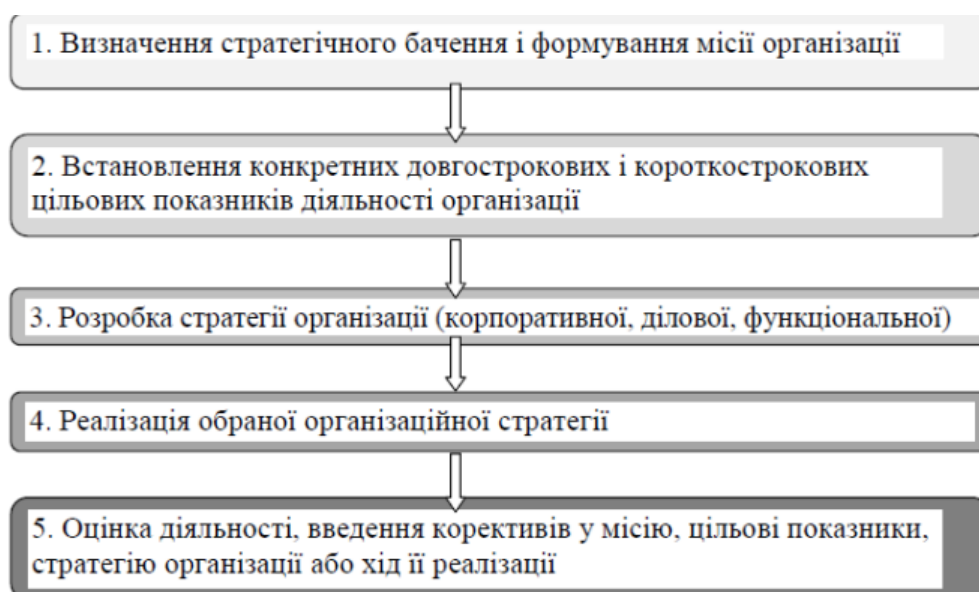 1. Визначення стратегічного бачення і формування місії організації
2. Встановлення конкретних довгострокових і короткострокових
цільових показників діяльності організації
3. Розробка стратегії організації (корпоративної, ділової, функціональної)
4. Реалізація обраної організаційної стратегії
5. Оцінка діяльності, введення корективів у місію, цільові показники,
стратегію організації або хід її реалізації